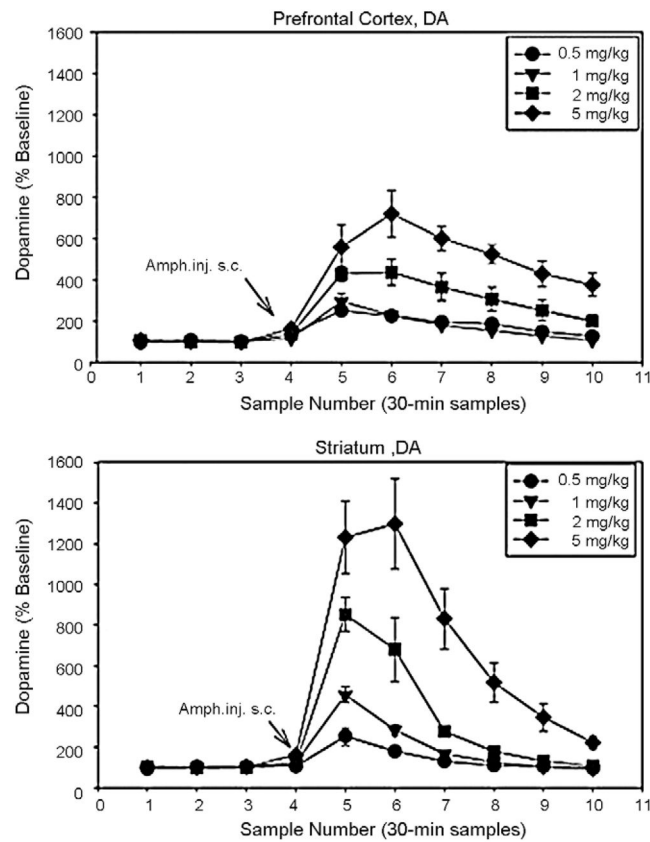 Prefrontal Cortex, DA
1600
1400
1200
1000
800
600
400
200
0
Dopamine (% Baseline)
0.5 mg/kg
1 mg/kg
2 mg/kg
5 mg/kg
Amph.inj. s.c.
0 1 2 3 4 5 6 7 8 9 10 11
Sample Number (30-min samples)
Striatum ,DA
1600
1400
1200
1000
800
600
400
200
0
Dopamine (% Baseline)
0.5 mg/kg
1 mg/kg
2 mg/kg
5 mg/kg
Amph.inj. s.c.
0 1 2 3 4 5 6 7 8 9 10 11
Sample Number (30-min samples)